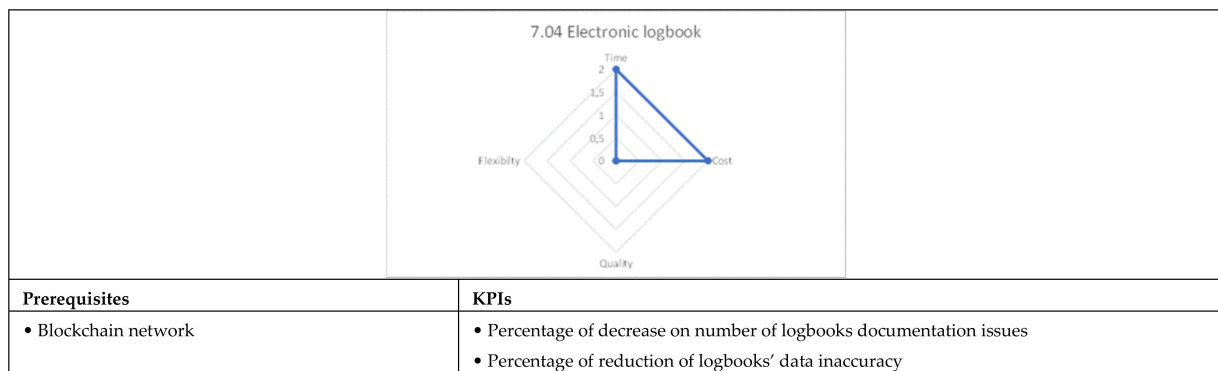 7.04 Electronic logbook
Time
2
1,5
1
0,5
Flexibilty
0
Cost
Quality
Prerequisites
KPIs
• Blockchain network
• Percentage of decrease on number of logbooks documentation issues
• Percentage of reduction of logbooks’ data inaccuracy